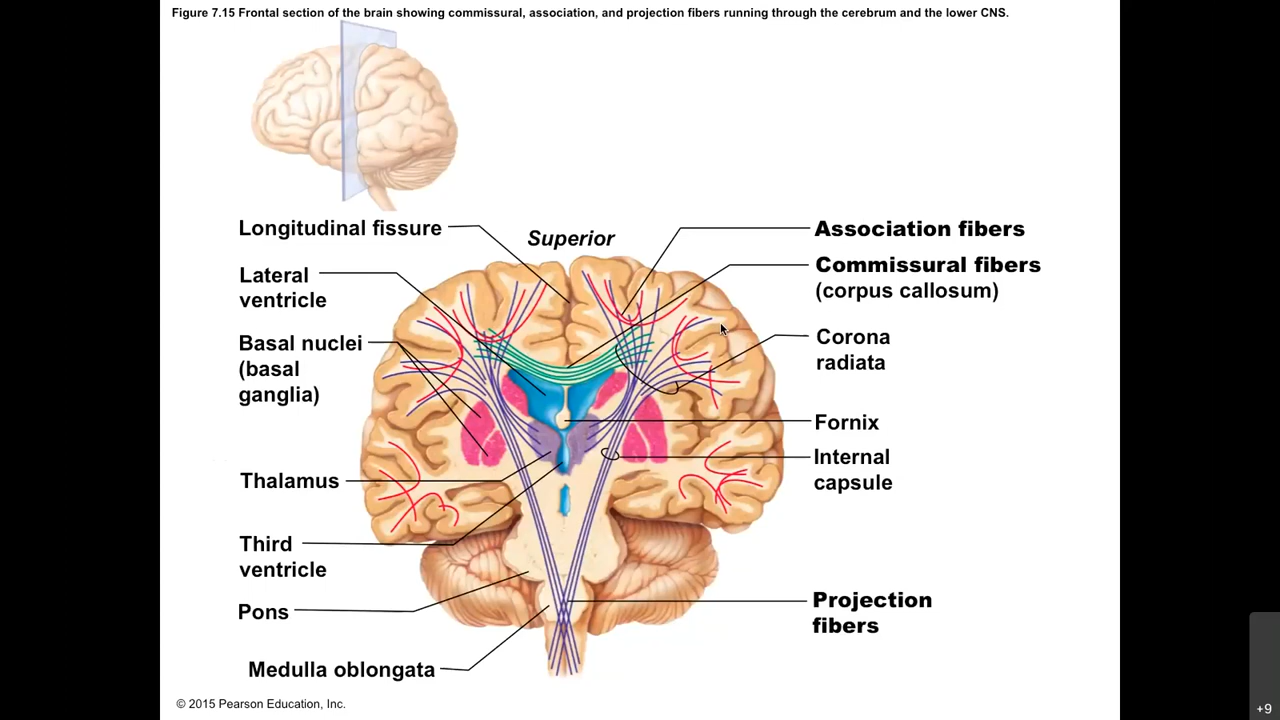 Figure 7.15 Frontal section of the brain showing commissural, association, and projection fibers running through the cerebrum and the lower CNS.
Longitudinal fissure
Superior
Association fibers
Lateral
ventricle
Commissural fibers
(corpus callosum)
Basal nuclei
(basal
ganglia)
Corona
radiata
Fornix
Internal
capsule
Thalamus
Third
ventricle
Pons
Projection
fibers
Medulla oblongata
© 2015 Pearson Education, Inc.
+9